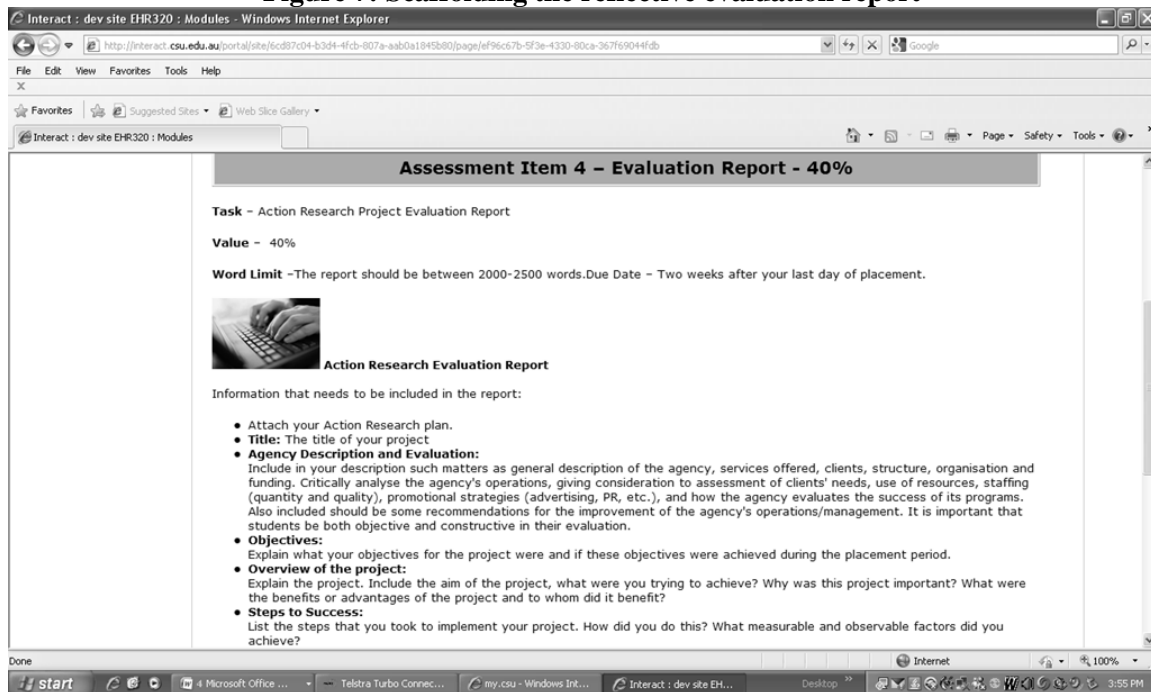 Interact : dev site EHR320 : Modules - Windows Internet Explorer
http://interact.csu.edu.au/portal/site/6cd87c04-b3d4-4fcb-807a-aab0a1845b80/page/ef96c67b-5f3e-4330-80ca-367f69044fdb
Google
File Edit View Favorites Tools Help
X
Favorites Suggested Sites Web Slice Gallery
Interact : dev site EHR320 : Modules
Page Safety Tools
Assessment Item 4 – Evaluation Report - 40%
Task – Action Research Project Evaluation Report
Value – 40%
Word Limit –The report should be between 2000-2500 words.Due Date – Two weeks after your last day of placement.
Action Research Evaluation Report
Information that needs to be included in the report:
• Attach your Action Research plan.
• Title: The title of your project
• Agency Description and Evaluation:
Include in your description such matters as general description of the agency, services offered, clients, structure, organisation and
funding. Critically analyse the agency's operations, giving consideration to assessment of clients' needs, use of resources, staffing
(quantity and quality), promotional strategies (advertising, PR, etc.), and how the agency evaluates the success of its programs.
Also included should be some recommendations for the improvement of the agency's operations/management. It is important that
students be both objective and constructive in their evaluation.
• Objectives:
Explain what your objectives for the project were and if these objectives were achieved during the placement period.
• Overview of the project:
Explain the project. Include the aim of the project, what were you trying to achieve? Why was this project important? What were
the benefits or advantages of the project and to whom did it benefit?
• Steps to Success:
List the steps that you took to implement your project. How did you do this? What measurable and observable factors did you
achieve?
Done Internet 100%
start 4 Microsoft Office ... Telstra Turbo Connec... my.csu - Windows Int... Interact : dev site EH... Desktop 3:55 PM